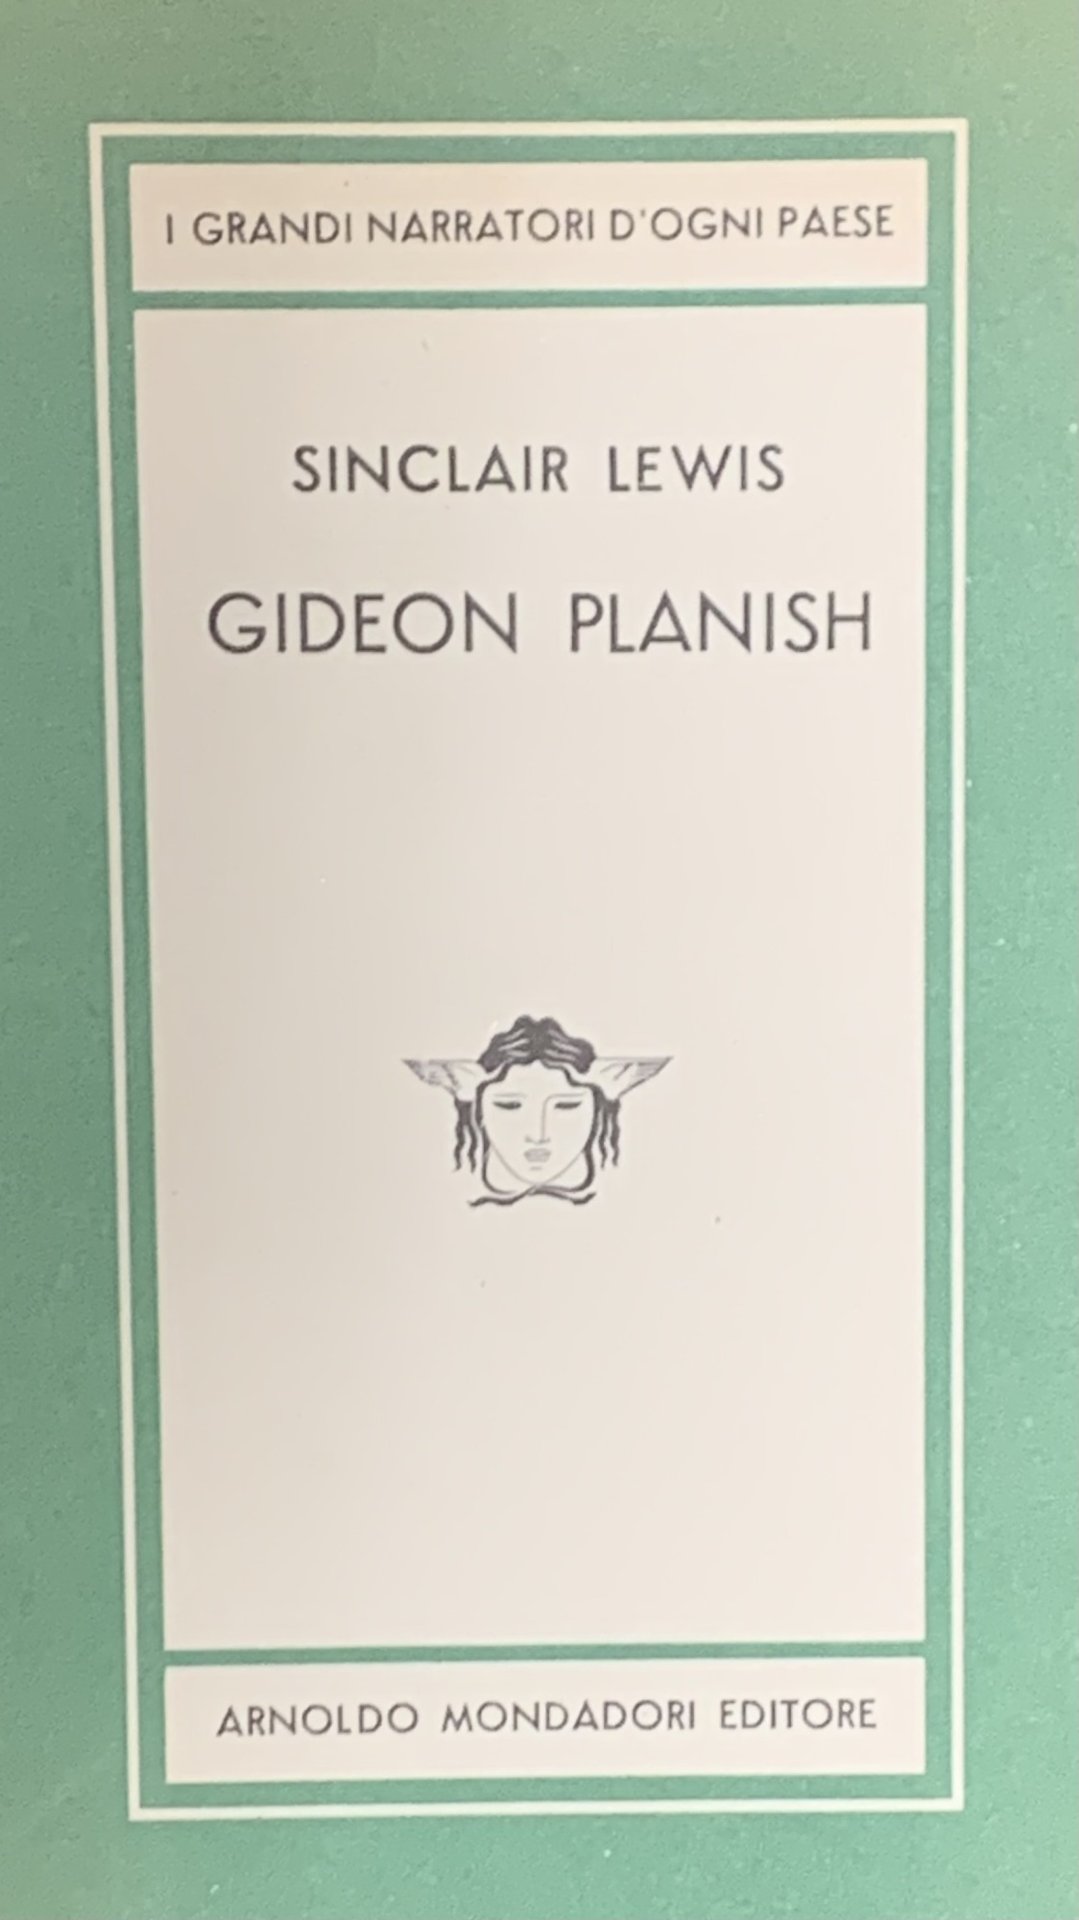 I GRANDI NARRATORI D'OGNI PAESE
SINCLAIR LEWIS
GIDEON PLANISH
ARNOLDO MONDADORI EDITORE